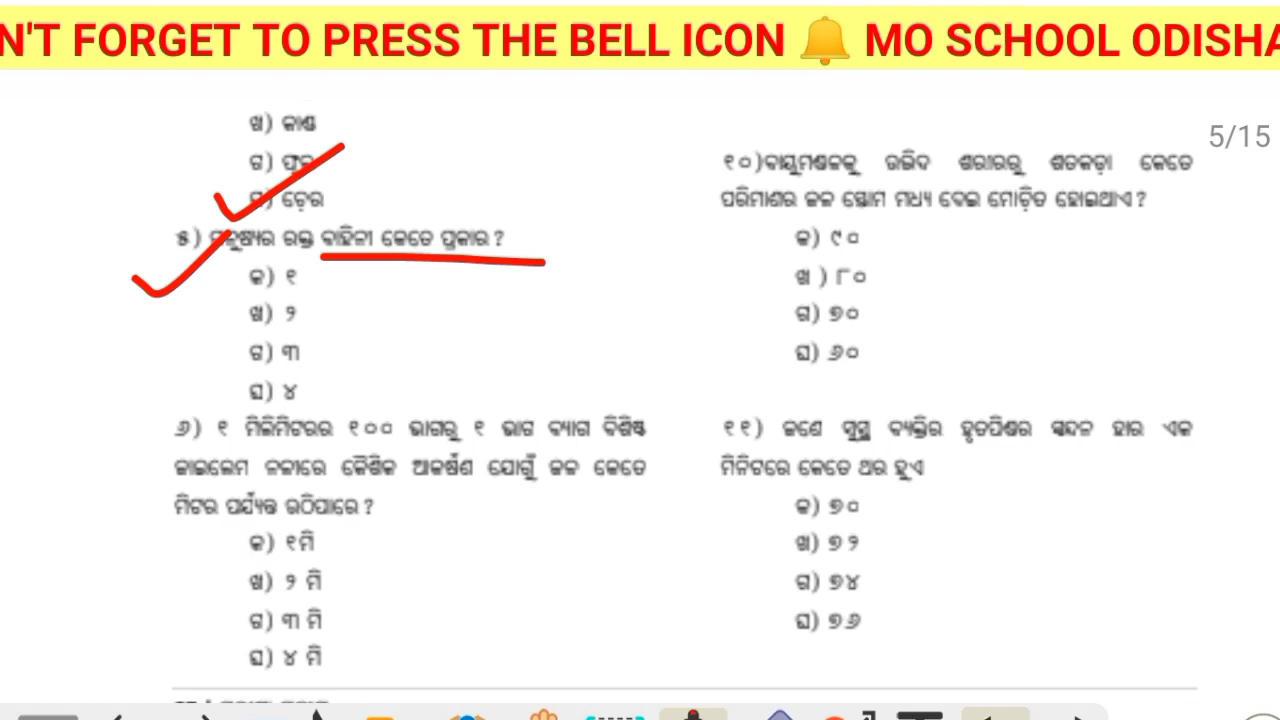 N'T FORGET TO PRESS THE BELL ICON 🔔 MO SCHOOL ODISHA
5/15
ଖ) କାଣ୍ଡ
ଗ) ଫଳ
ଘ) ଚେର
୫) ମନୁଷ୍ୟର ରକ୍ତ ବାହିନୀ କେତେ ପ୍ରକାର ?
କ) ୧
ଖ) ୨
ଗ) ୩
ଘ) ୪
୬) ୧ ମିଲିମିଟରର ୧୦୦ ଭାଗରୁ ୧ ଭାଗ ବ୍ୟାଗ ବିଶିଷ୍ଟ
ଜାଇଲେମ ନଳୀରେ କୈଶିକ ଆକର୍ଷଣ ଯୋଗୁଁ ଜଳ କେତେ
ମିଟର ପର୍ଯ୍ୟନ୍ତ ଉଠିପାରେ ?
କ) ୧ମି
ଖ) ୨ ମି
ଗ) ୩ ମି
ଘ) ୪ ମି
୧୦)ବାୟୁମଣ୍ଡଳକୁ ଉଭିଦ ଶରୀରରୁ ଶତକଡ଼ା କେତେ
ପରିମାଣର ଜଳ ସ୍ତୋମ ମଧ୍ୟ ଦେଇ ମୋଚିତ ହୋଇଥାଏ ?
କ) ୯୦
ଖ ) ୮୦
ଗ) ୭୦
ଘ) ୬୦
୧୧) ଜଣେ ସୁସ୍ଥ ବ୍ୟକ୍ତିର ହୃତପିଣ୍ଡର ସ୍ପନ୍ଦନ ହାର ଏକ
ମିନିଟରେ କେତେ ଥର ହୁଏ
କ) ୭୦
ଖ) ୭୨
ଗ) ୭୪
ଘ) ୭୬